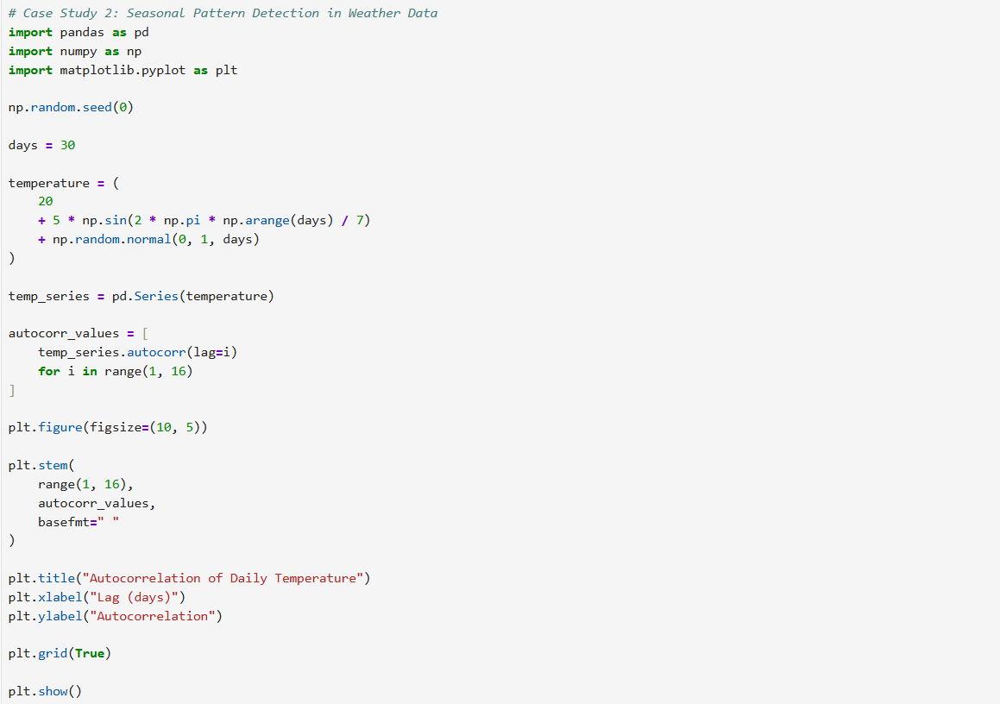 # Case Study 2: Seasonal Pattern Detection in Weather Data
import pandas as pd
import numpy as np
import matplotlib.pyplot as plt

np.random.seed(0)

days = 30

temperature = (
    20
    + 5 * np.sin(2 * np.pi * np.arange(days) / 7)
    + np.random.normal(0, 1, days)
)

temp_series = pd.Series(temperature)

autocorr_values = [
    temp_series.autocorr(lag=i)
    for i in range(1, 16)
]

plt.figure(figsize=(10, 5))

plt.stem(
    range(1, 16),
    autocorr_values,
    basefmt=" "
)

plt.title("Autocorrelation of Daily Temperature")
plt.xlabel("Lag (days)")
plt.ylabel("Autocorrelation")

plt.grid(True)

plt.show()